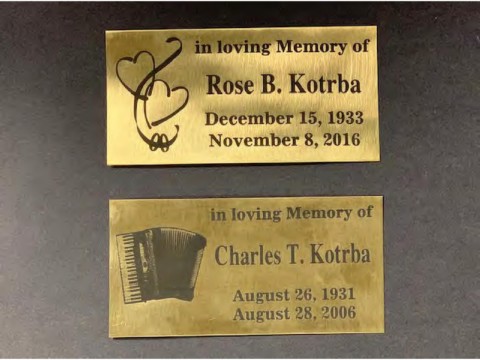 in loving Memory of
Rose B. Kotrba
December 15, 1933
November 8, 2016
in loving Memory of
Charles T. Kotrba
August 26, 1931
August 28, 2006